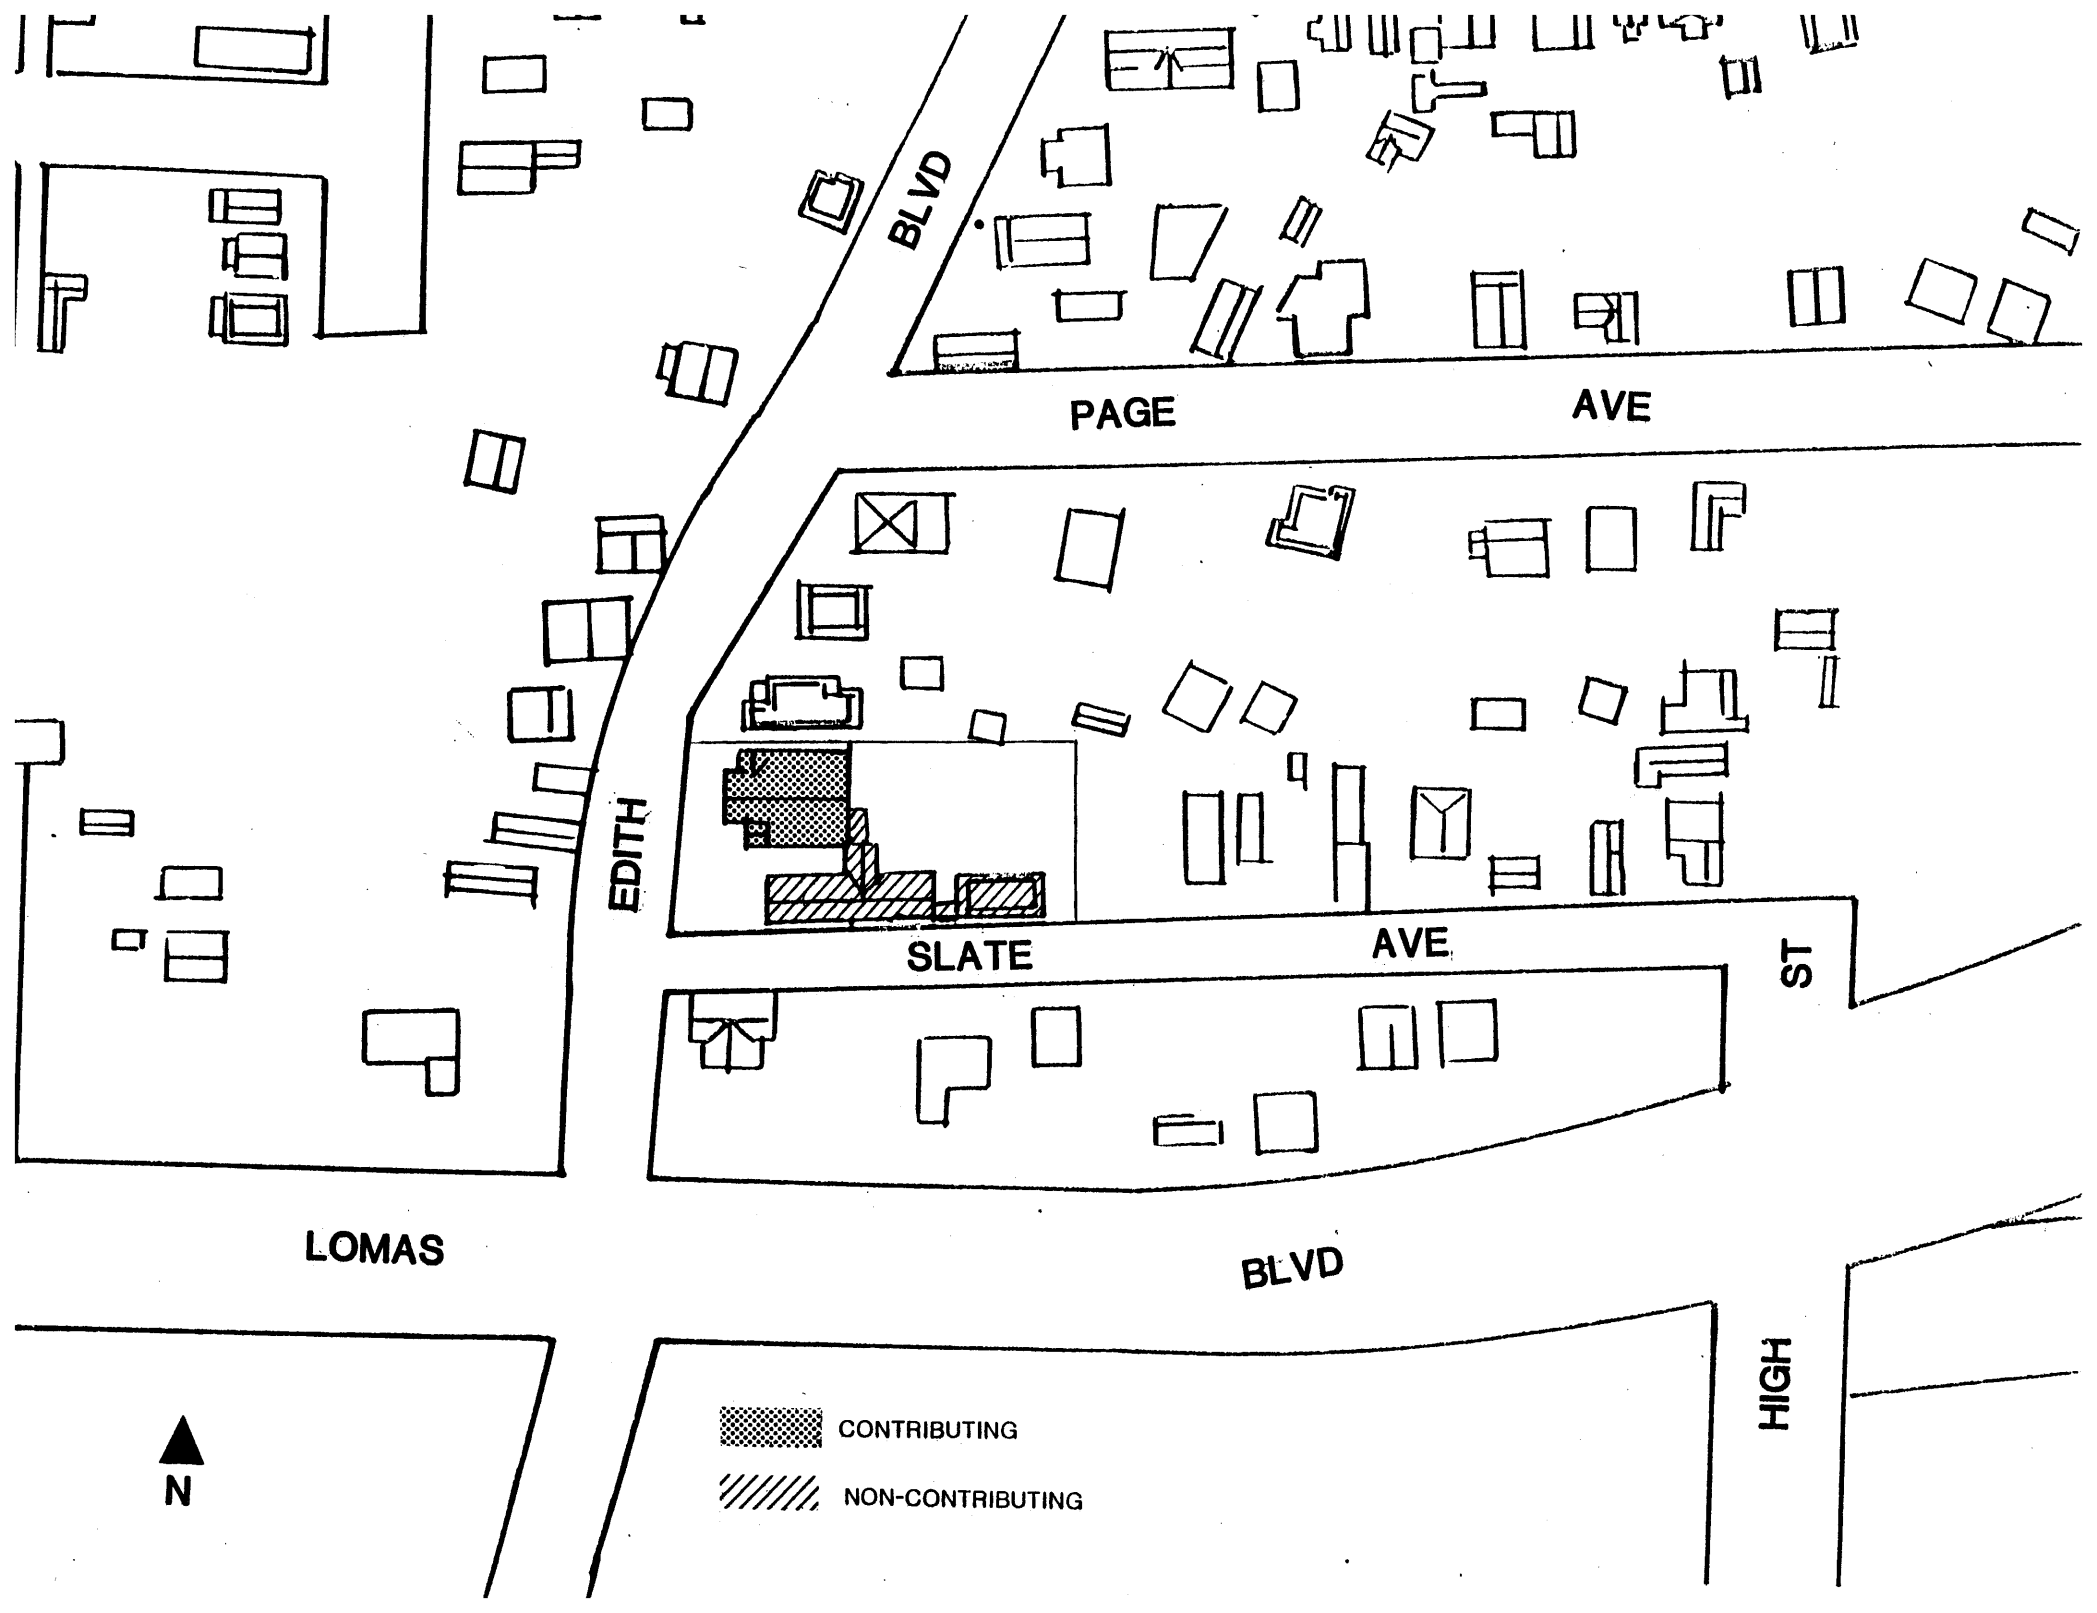 BLVD
PAGE AVE
EDITH
SLATE AVE
ST
LOMAS BLVD
HIGH
CONTRIBUTING
N
NON-CONTRIBUTING